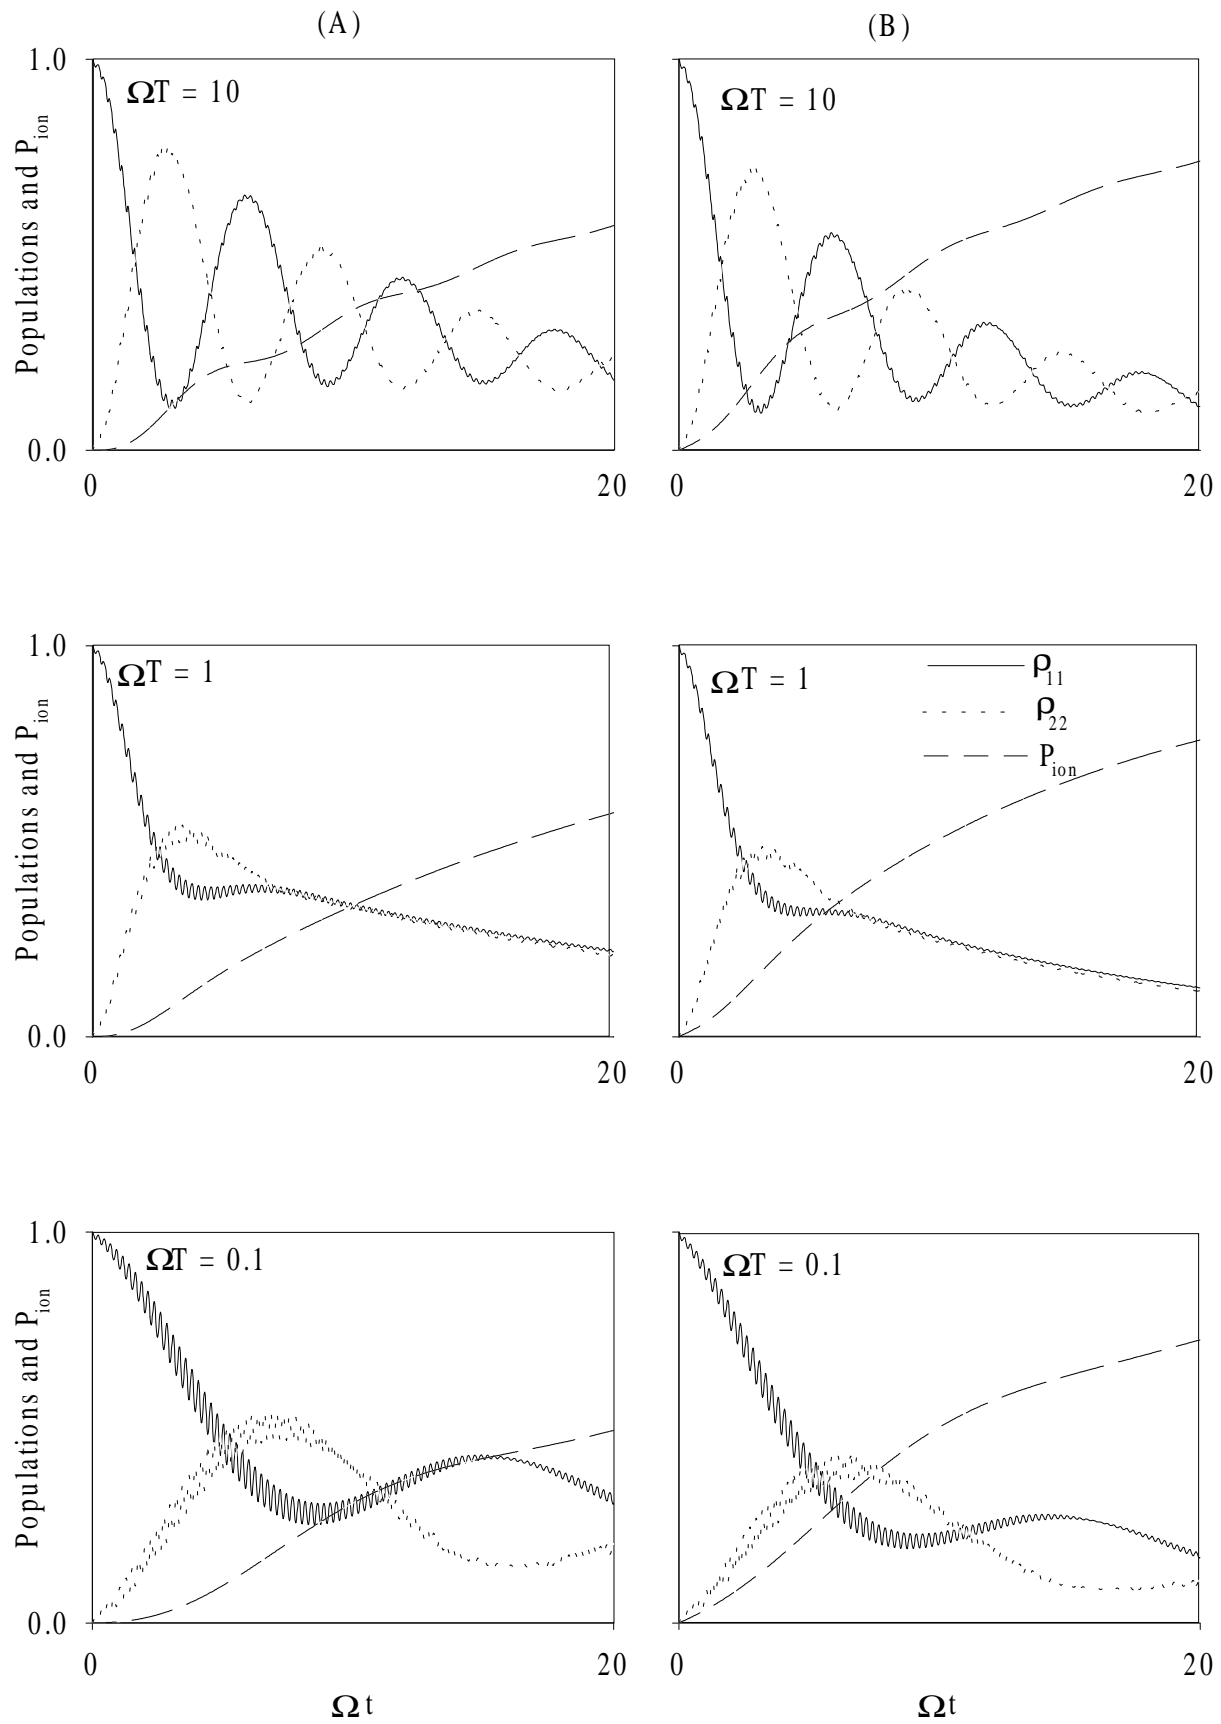 (A)
(B)
Populations and P_ion
1.0
0.0
ΩT = 10
0
20
ΩT = 10
0
20
Populations and P_ion
1.0
0.0
ΩT = 1
0
20
ΩT = 1
ρ_11
ρ_22
P_ion
0
20
Populations and P_ion
1.0
0.0
ΩT = 0.1
0
20
Ωt
ΩT = 0.1
0
20
Ωt